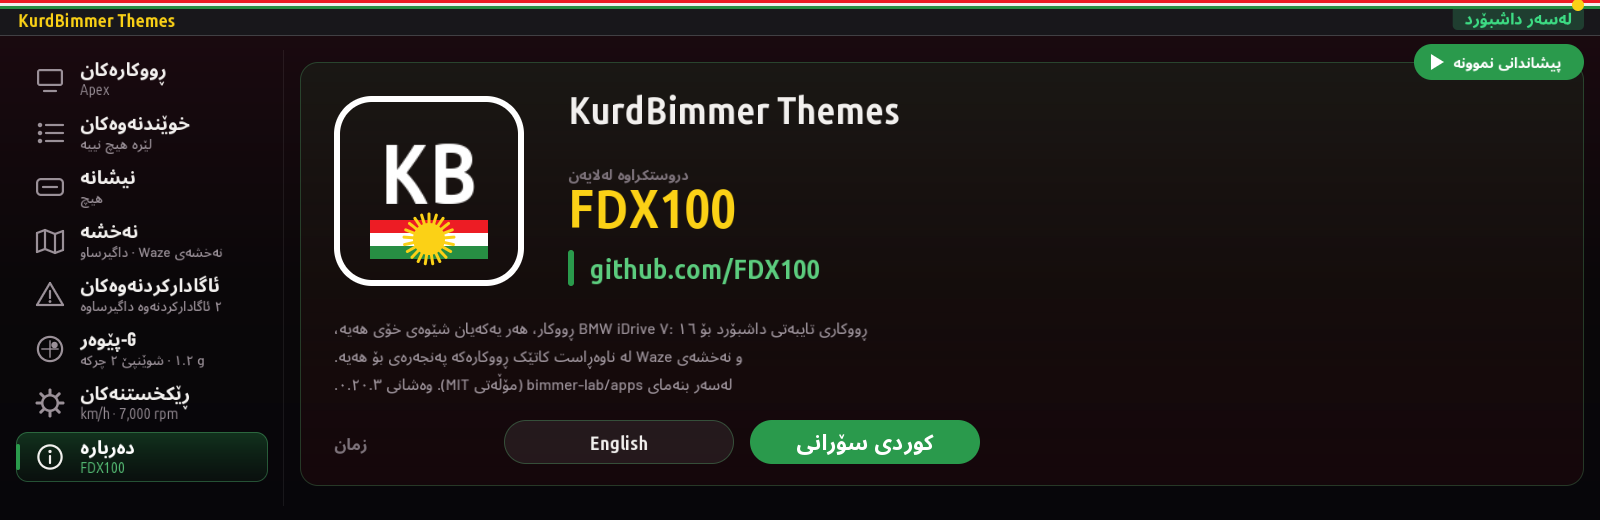 KurdBimmer Themes
لەسەر داشبۆرد
پیشاندانی نموونە
ڕووکارەکان
Apex
خوێندنەوەکان
لێرە هیچ نییە
نیشانە
هیچ
نەخشە
نەخشەی Waze · داگیرساو
ئاگادارکردنەوەکان
٢ ئاگادارکردنەوە داگیرساوە
G-پێوەر
١.٢ g · شوێنپێ ٢ چرکە
ڕێکخستنەکان
km/h · 7,000 rpm
دەربارە
FDX100
KB
KurdBimmer Themes
دروستکراوە لەلایەن
FDX100
github.com/FDX100
ڕووکاری تایبەتی داشبۆرد بۆ BMW iDrive ٧: ١٦ ڕووکار، هەر یەکەیان شێوەی خۆی هەیە،
و نەخشەی Waze لە ناوەڕاست کاتێک ڕووکارەکە پەنجەرەی بۆ هەیە.
لەسەر بنەمای bimmer-lab/apps (مۆڵەتی MIT). وەشانی ٠.٢٠.٣.
زمان
English
کوردی سۆرانی